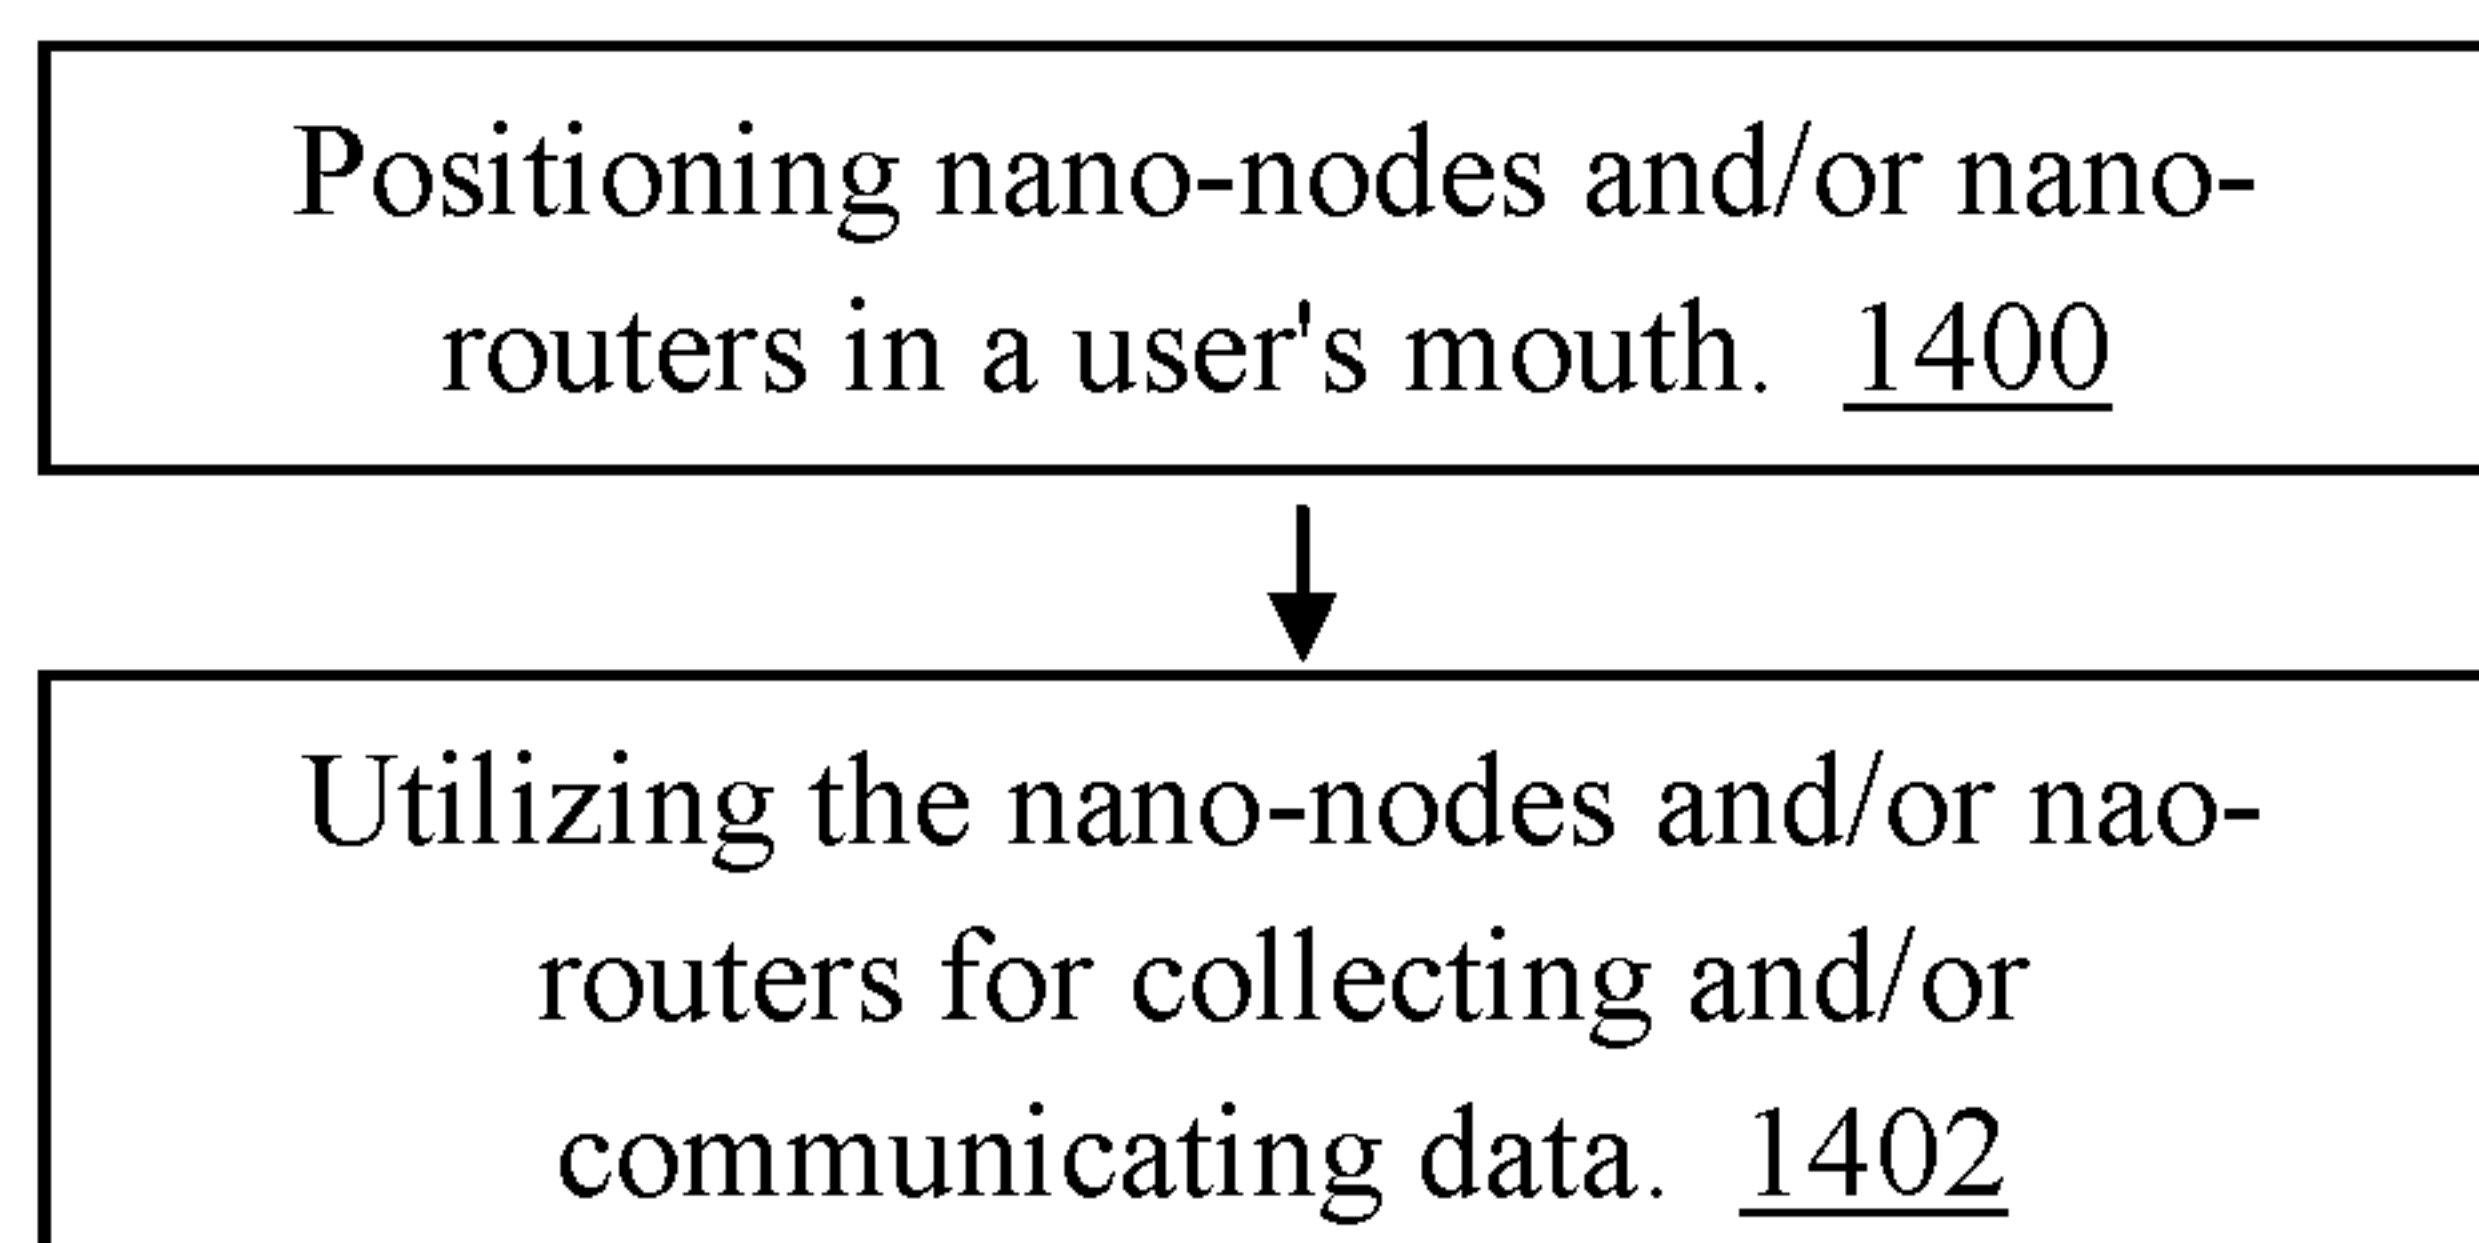 Positioning nano-nodes and/or nano-
routers in a user's mouth. 1400
Utilizing the nano-nodes and/or nao-
routers for collecting and/or
communicating data. 1402